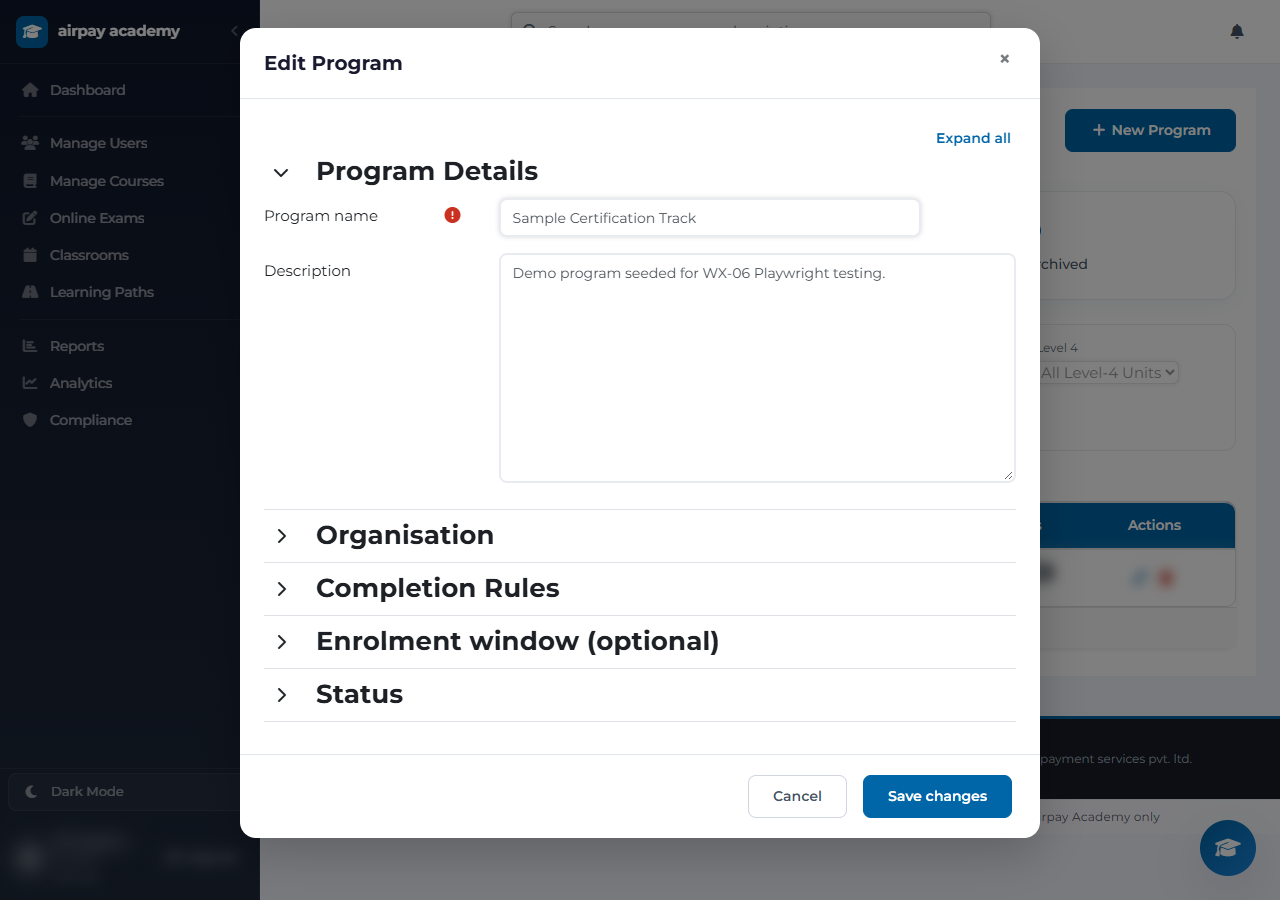 airpay academy
Dashboard
Manage Users
Manage Courses
Online Exams
Classrooms
Learning Paths
Reports
Analytics
Compliance
Dark Mode
Edit Program
×
Expand all
Program Details
Program name
Sample Certification Track
Description
Demo program seeded for WX-06 Playwright testing.
Organisation
Completion Rules
Enrolment window (optional)
Status
Cancel
Save changes
+ New Program
Level 4
All Level-4 Units
Actions
payment services pvt. ltd.
Academy only